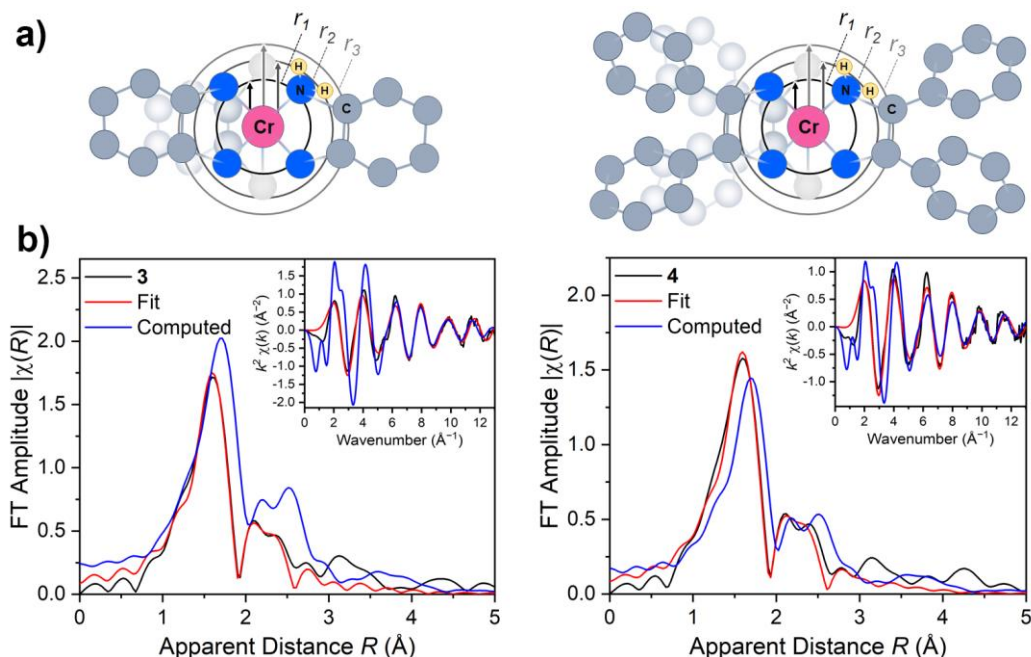 a)
r1
r2
r3
H
N
H
C
Cr
r1
r2
r3
H
N
H
C
Cr
b)
3
Fit
Computed
FT Amplitude |χ(R)|
2.5
2.0
1.5
1.0
0.5
0.0
0 1 2 3 4 5
Apparent Distance R (Å)
k² χ(k) (Å⁻²)
1.5
1.0
0.5
0.0
-0.5
-1.0
-1.5
-2.0
0 2 4 6 8 10 12
Wavenumber (Å⁻¹)
4
Fit
Computed
FT Amplitude |χ(R)|
2.0
1.5
1.0
0.5
0.0
0 1 2 3 4 5
Apparent Distance R (Å)
k² χ(k) (Å⁻²)
1.0
0.5
0.0
-0.5
-1.0
0 2 4 6 8 10 12
Wavenumber (Å⁻¹)